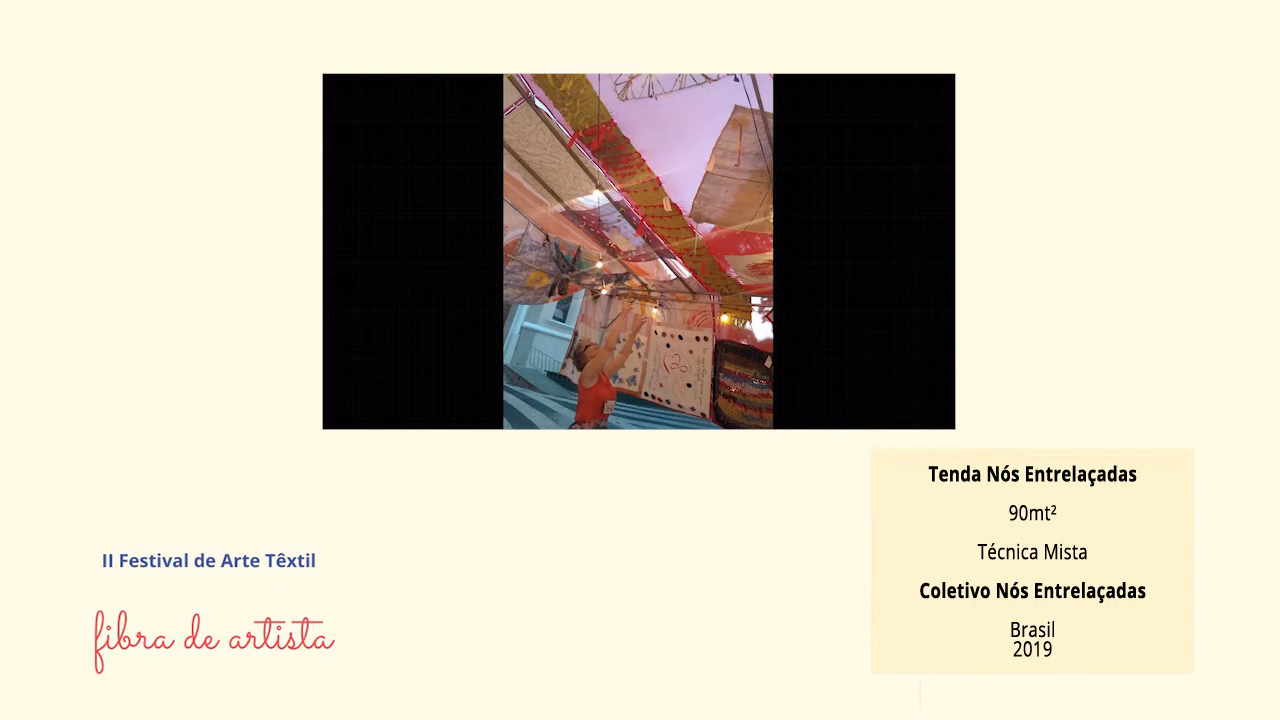 Tenda Nós Entrelaçadas
90mt²
Técnica Mista
Coletivo Nós Entrelaçadas
Brasil
2019
II Festival de Arte Têxtil
fibra de artista